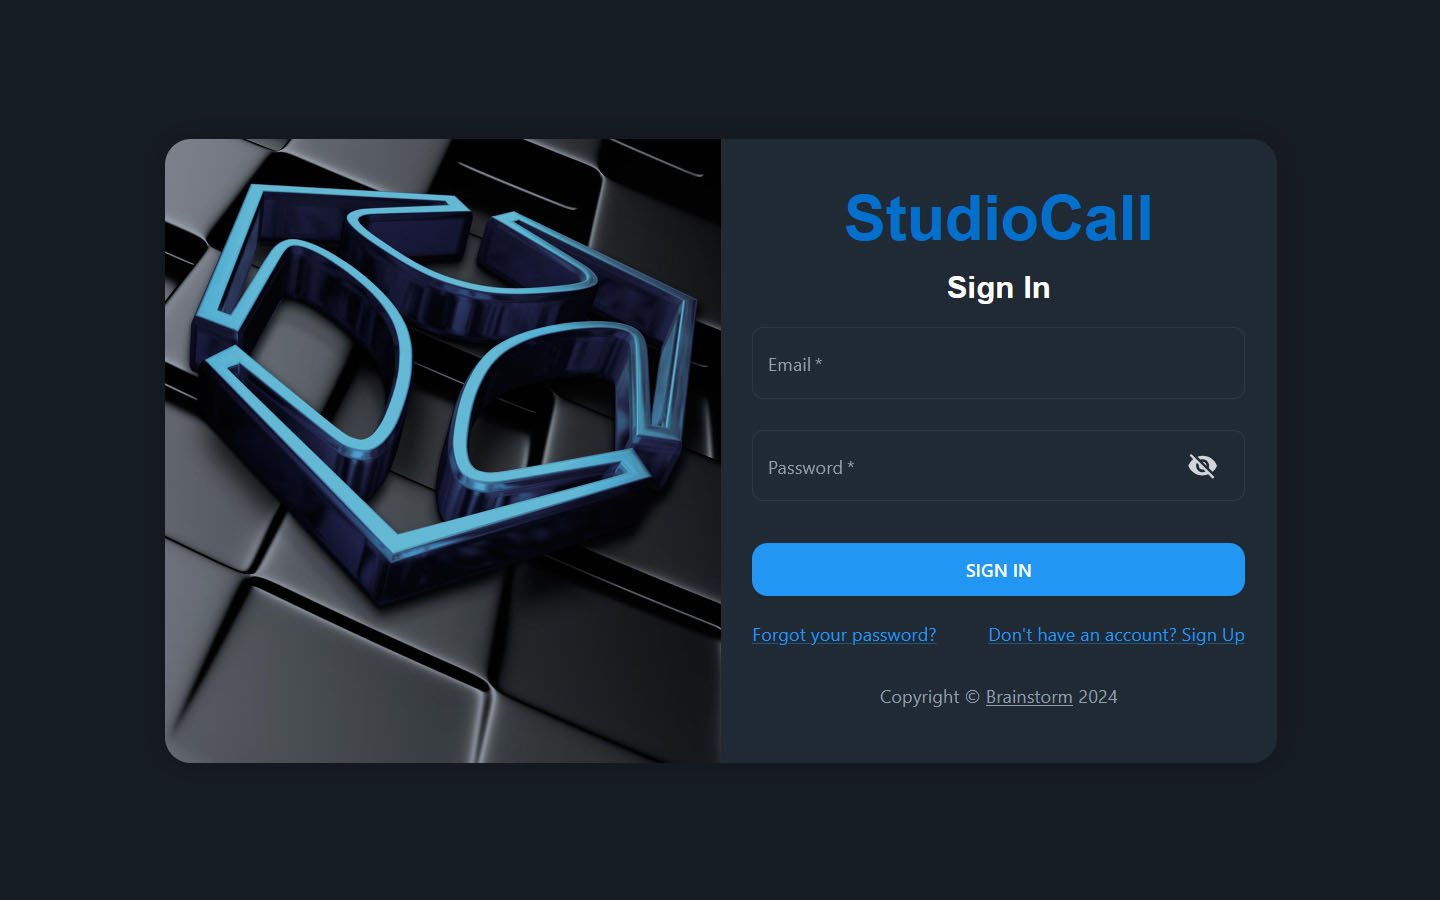 StudioCall
Sign In
Email *
Password *
SIGN IN
Forgot your password? Don't have an account? Sign Up
Copyright © Brainstorm 2024